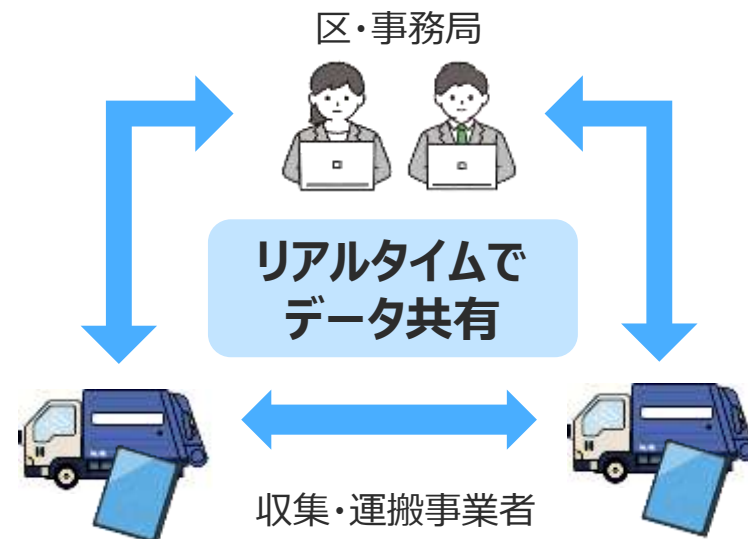 区・事務局
リアルタイムで
データ共有
収集・運搬事業者